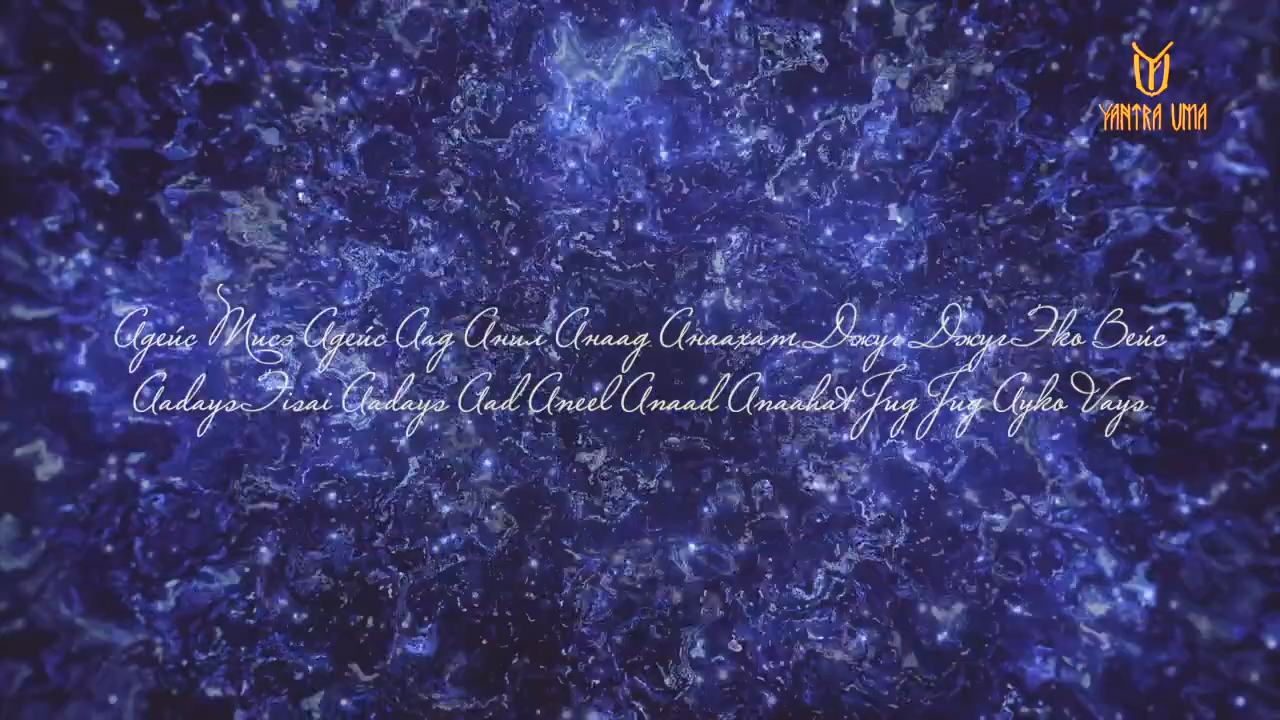 YANTRA UMA
Адейс Тисэ Адейс Аад Анил Анаад Анаахат Джуг Джуг Эко Вейс
Aadays Tisai Aadays Aad Aneel Anaad Anaahat Jug Jug Ayko Vays